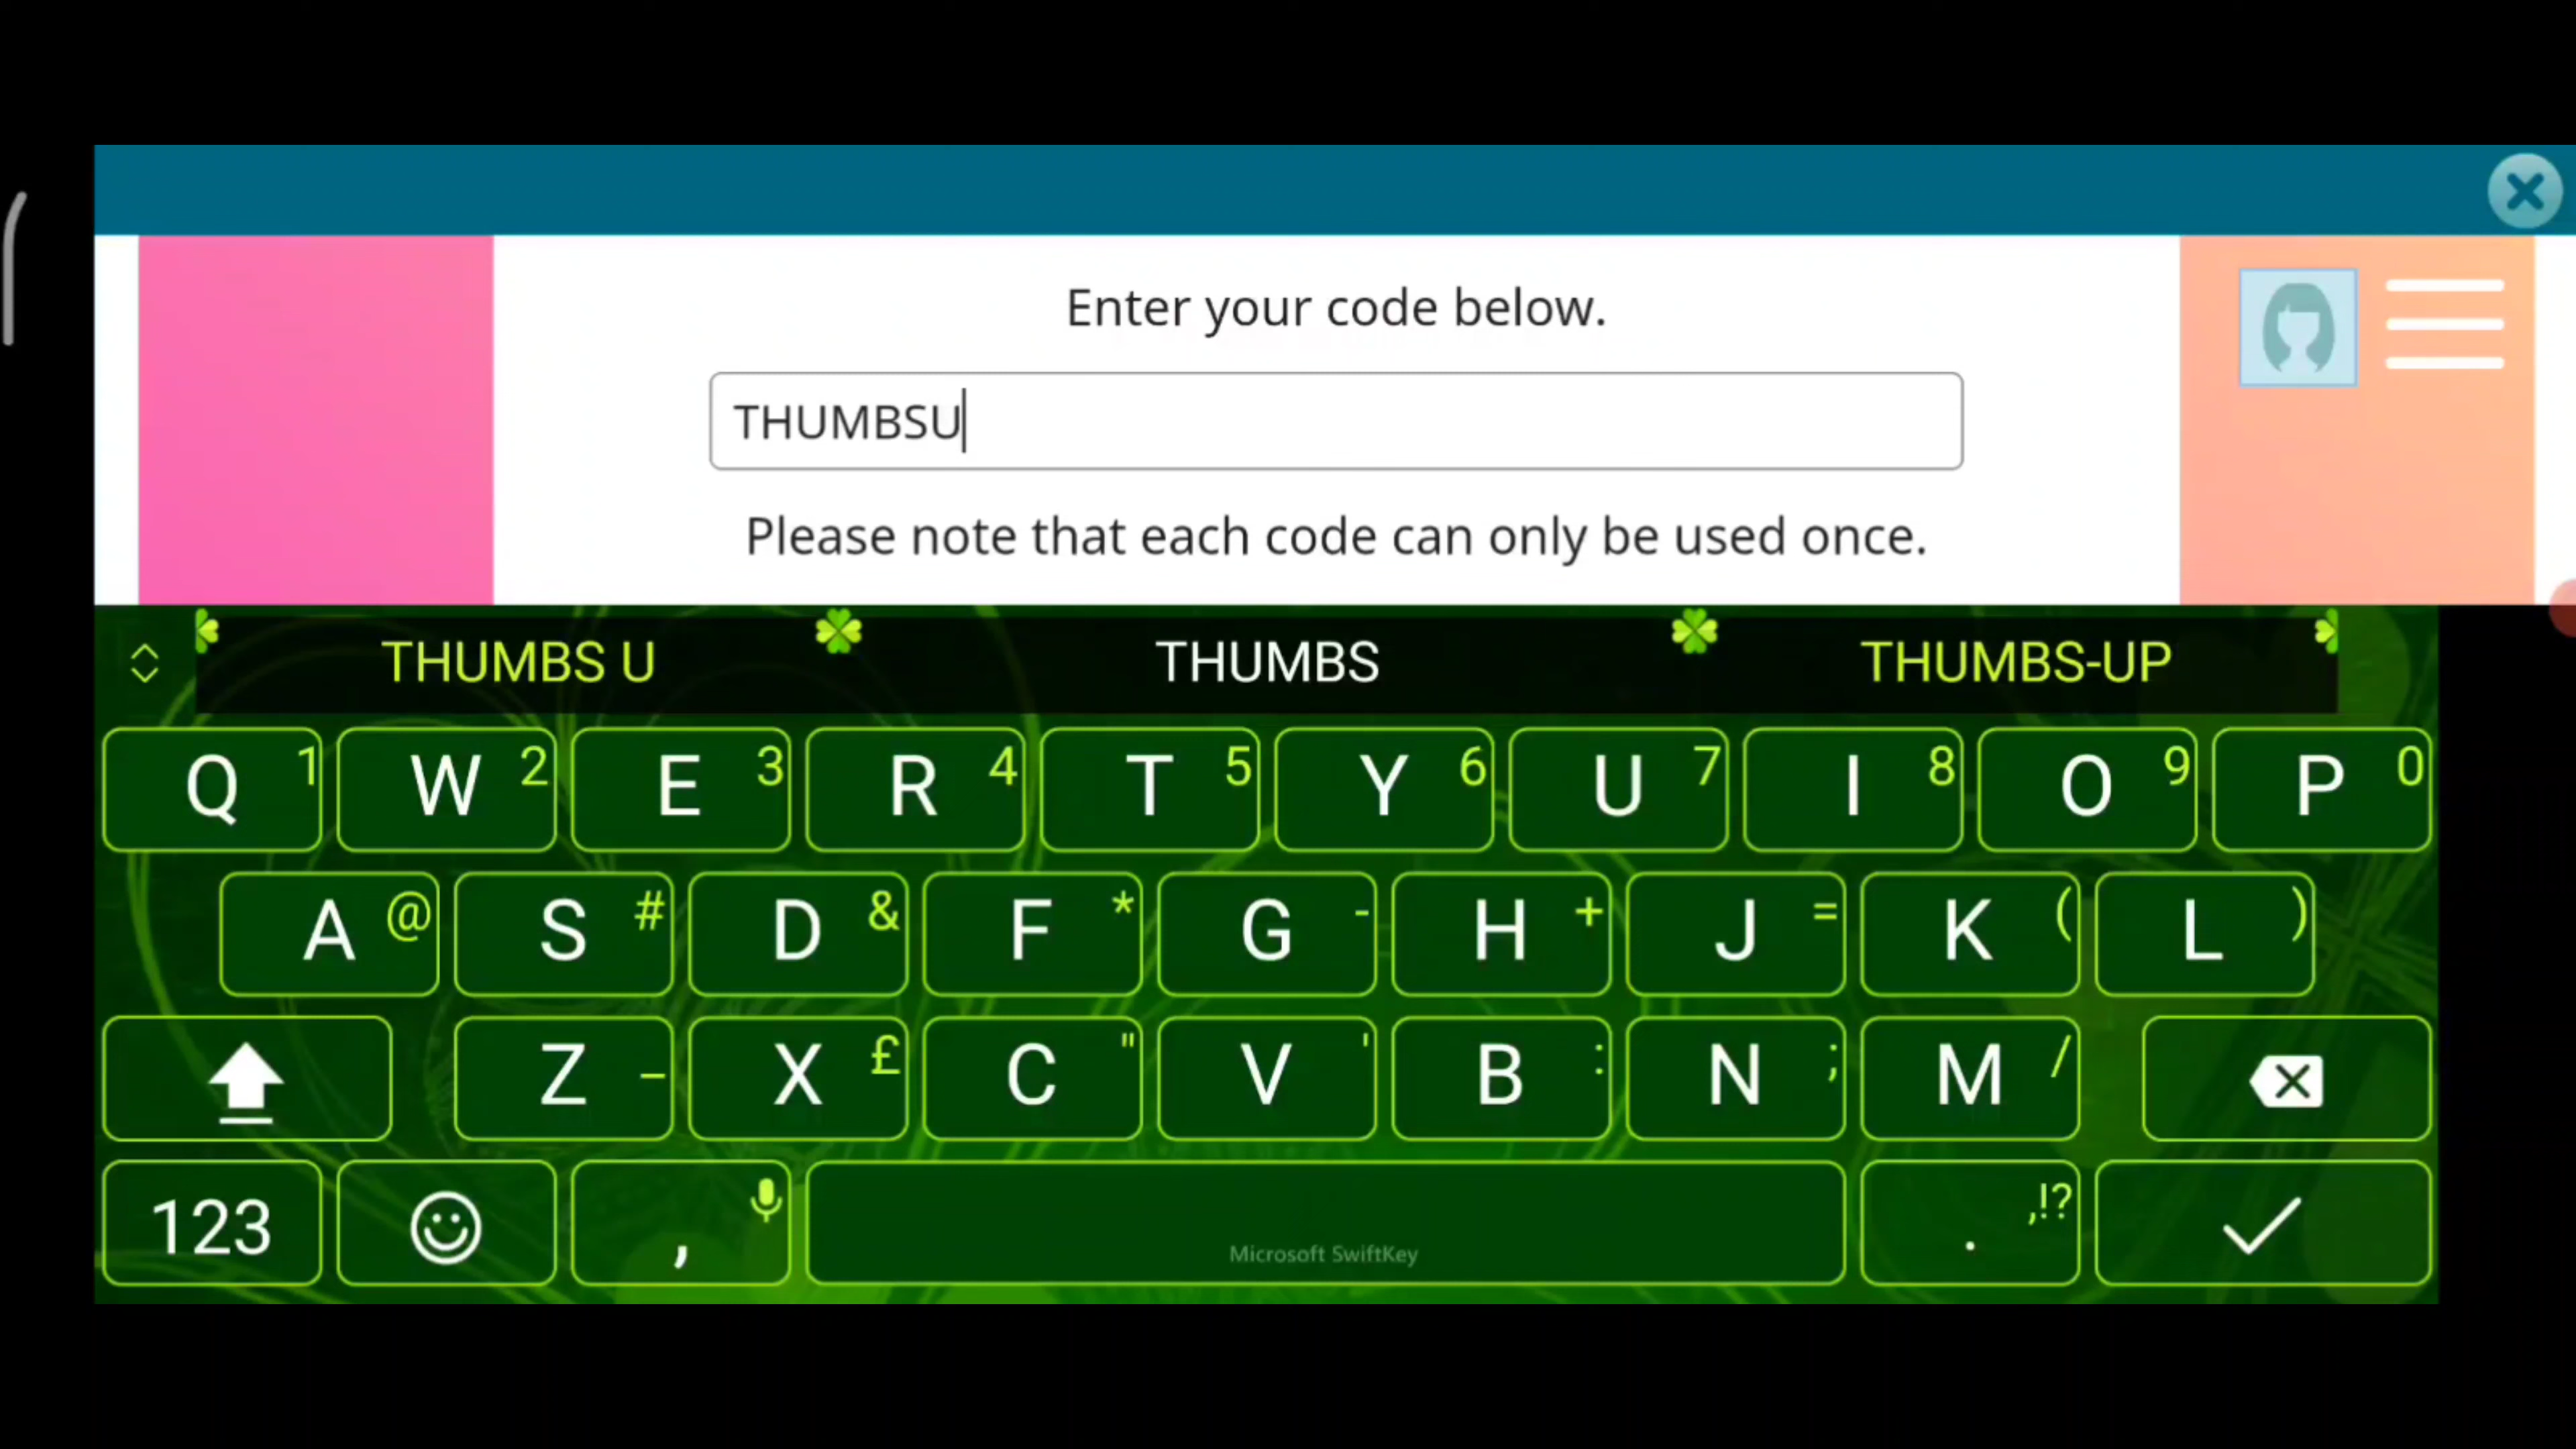 Enter your code below.
THUMBSU
Please note that each code can only be used once.
THUMBS U THUMBS THUMBS-UP
Q 1 W 2 E 3 R 4 T 5 Y 6 U 7 I 8 O 9 P 0
A @ S # D & F * G - H + J = K ( L )
Z _ X £ C " V ' B : N ; M /
123 , Microsoft SwiftKey . ,!?